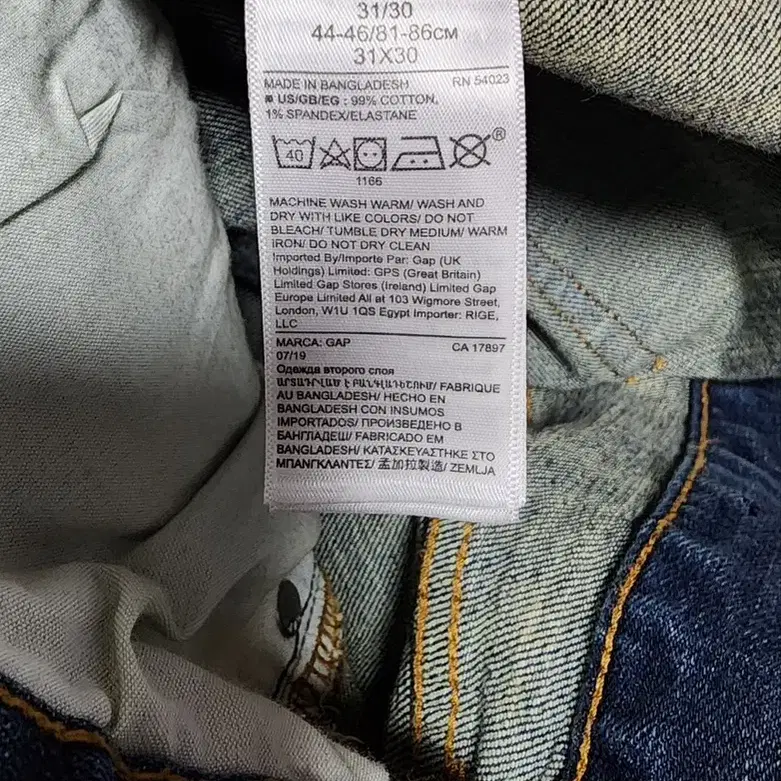 31/30
44-46/81-86CM
31X30
MADE IN BANGLADESH RN 54023
US/GB/EG : 99% COTTON,
1% SPANDEX/ELASTANE
40 ®
1166
MACHINE WASH WARM/ WASH AND
DRY WITH LIKE COLORS/ DO NOT
BLEACH/ TUMBLE DRY MEDIUM/ WARM
IRON/ DO NOT DRY CLEAN
Imported By/Importe Par: Gap (UK
Holdings) Limited: GPS (Great Britain)
Limited Gap Stores (Ireland) Limited Gap
Europe Limited All at 103 Wigmore Street,
London, W1U 1QS Egypt Importer: RIGE,
LLC
MARCA: GAP CA 17897
07/19
Одежда второго слоя
ԱՐՏԱԴՐՎԱԾ Է ԲԱՆԳԼԱԴԵՇՈՒՄ/ FABRIQUE
AU BANGLADESH/ HECHO EN
BANGLADESH CON INSUMOS
IMPORTADOS/ ПРОИЗВЕДЕНО В
БАНГЛАДЕШ/ FABRICADO EM
BANGLADESH/ ΚΑΤΑΣΚΕΥΑΣΤΗΚΕ ΣΤΟ
ΜΠΑΝΓΚΛΑΝΤΕΣ/ 孟加拉製造/ ZEMLJA